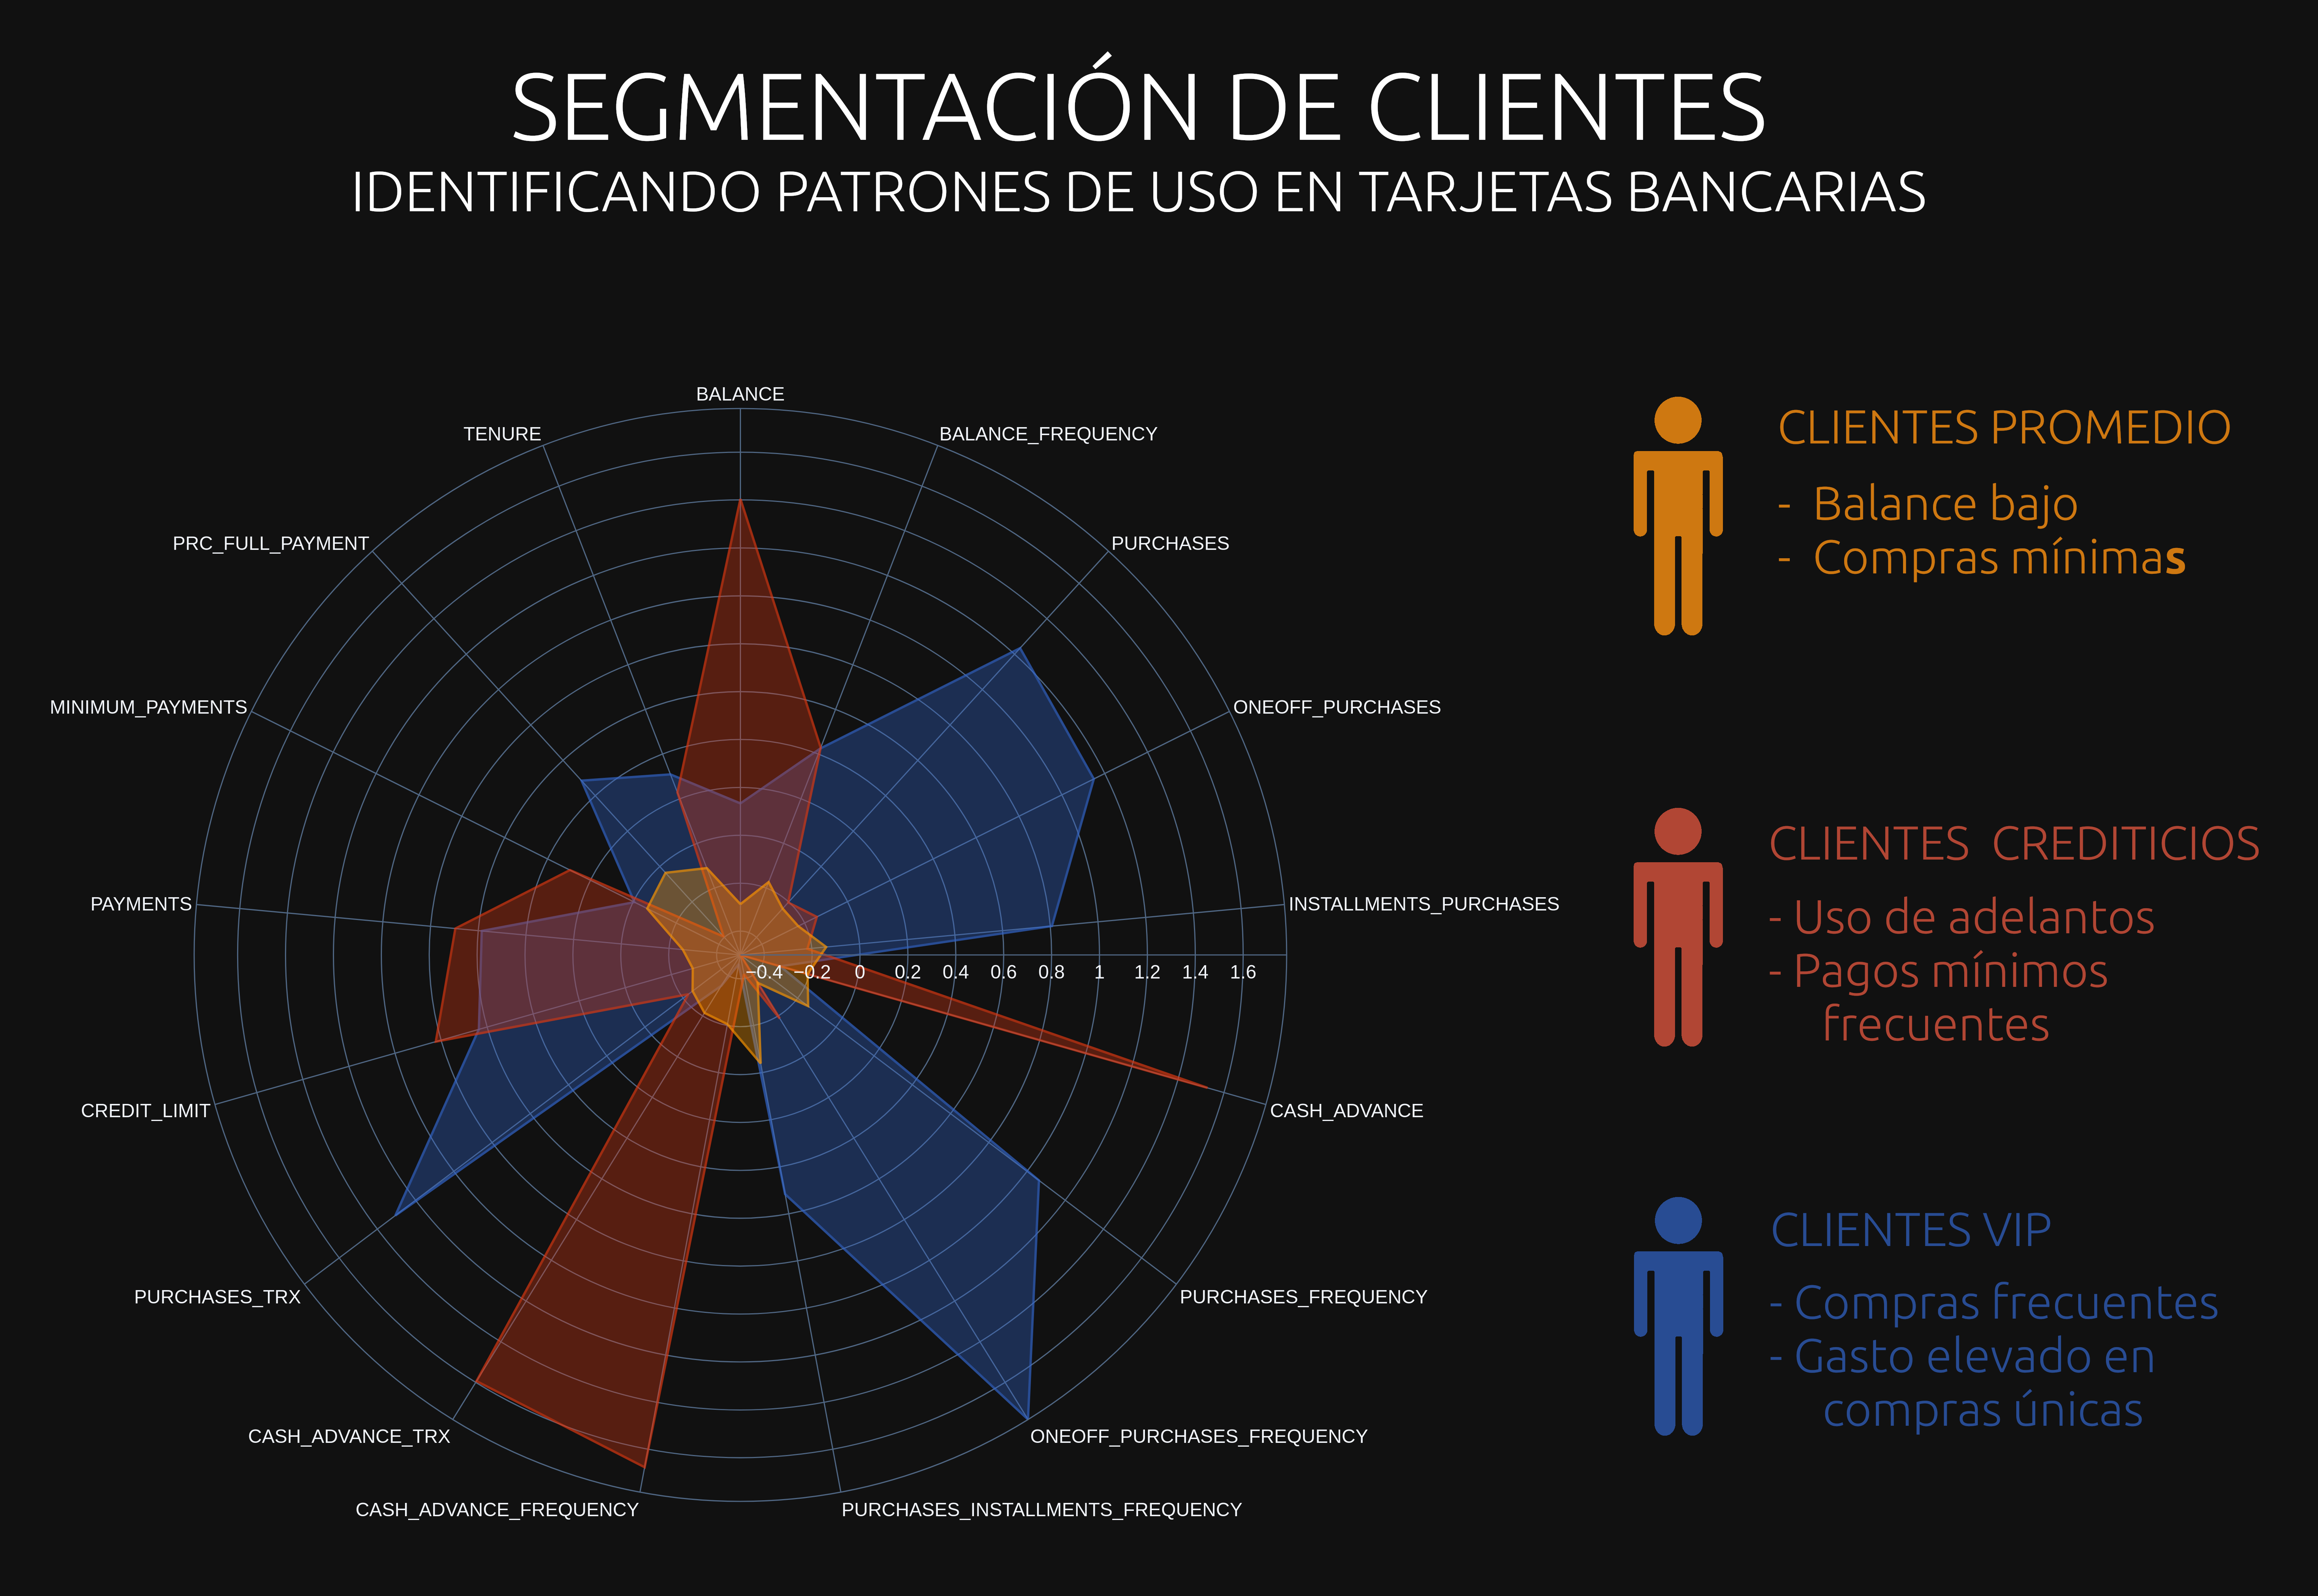 SEGMENTACIÓN DE CLIENTES
IDENTIFICANDO PATRONES DE USO EN TARJETAS BANCARIAS
BALANCE
TENURE
BALANCE_FREQUENCY
PRC_FULL_PAYMENT
PURCHASES
MINIMUM_PAYMENTS
ONEOFF_PURCHASES
PAYMENTS
INSTALLMENTS_PURCHASES
−0.4 −0.2 0 0.2 0.4 0.6 0.8 1 1.2 1.4 1.6
CREDIT_LIMIT
CASH_ADVANCE
PURCHASES_TRX
PURCHASES_FREQUENCY
CASH_ADVANCE_TRX
ONEOFF_PURCHASES_FREQUENCY
CASH_ADVANCE_FREQUENCY
PURCHASES_INSTALLMENTS_FREQUENCY
CLIENTES PROMEDIO
- Balance bajo
- Compras mínimas
CLIENTES CREDITICIOS
- Uso de adelantos
- Pagos mínimos
frecuentes
CLIENTES VIP
- Compras frecuentes
- Gasto elevado en
compras únicas